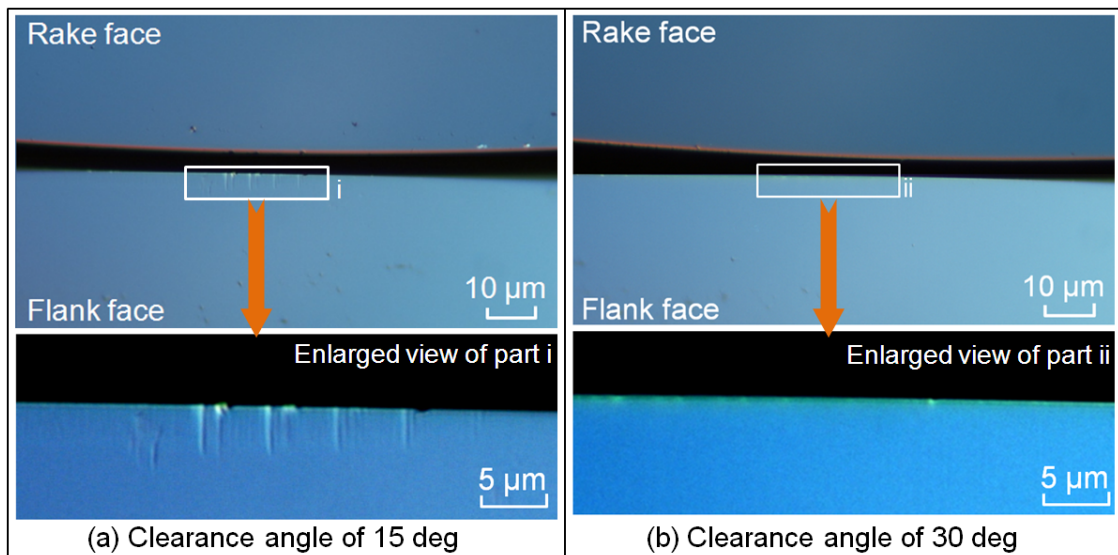 Rake face
i
10 µm
Flank face
Enlarged view of part i
5 µm
(a) Clearance angle of 15 deg
Rake face
ii
10 µm
Flank face
Enlarged view of part ii
5 µm
(b) Clearance angle of 30 deg